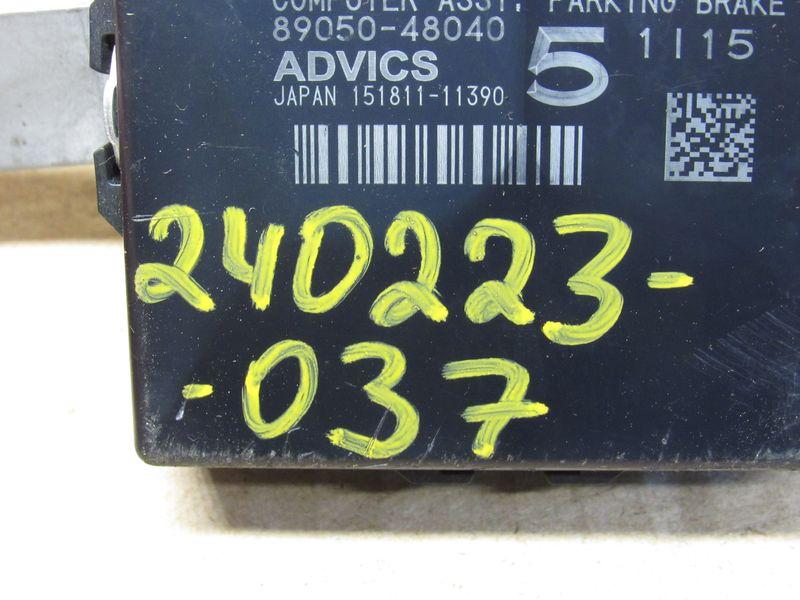 COMPUTER ASSY, PARKING BRAKE
89050-48040
ADVICS 5 1115
JAPAN 151811-11390
240223-
-037